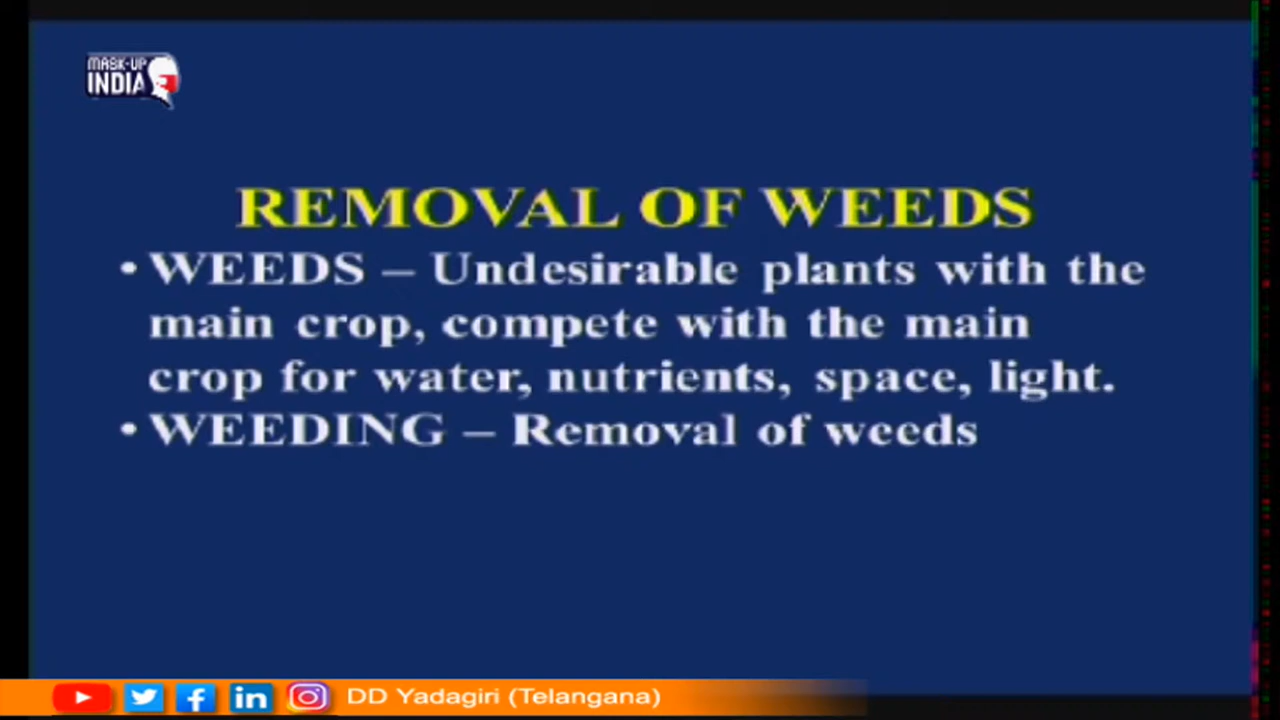 MASK-UP
INDIA
REMOVAL OF WEEDS
• WEEDS – Undesirable plants with the
main crop, compete with the main
crop for water, nutrients, space, light.
• WEEDING – Removal of weeds
DD Yadagiri (Telangana)